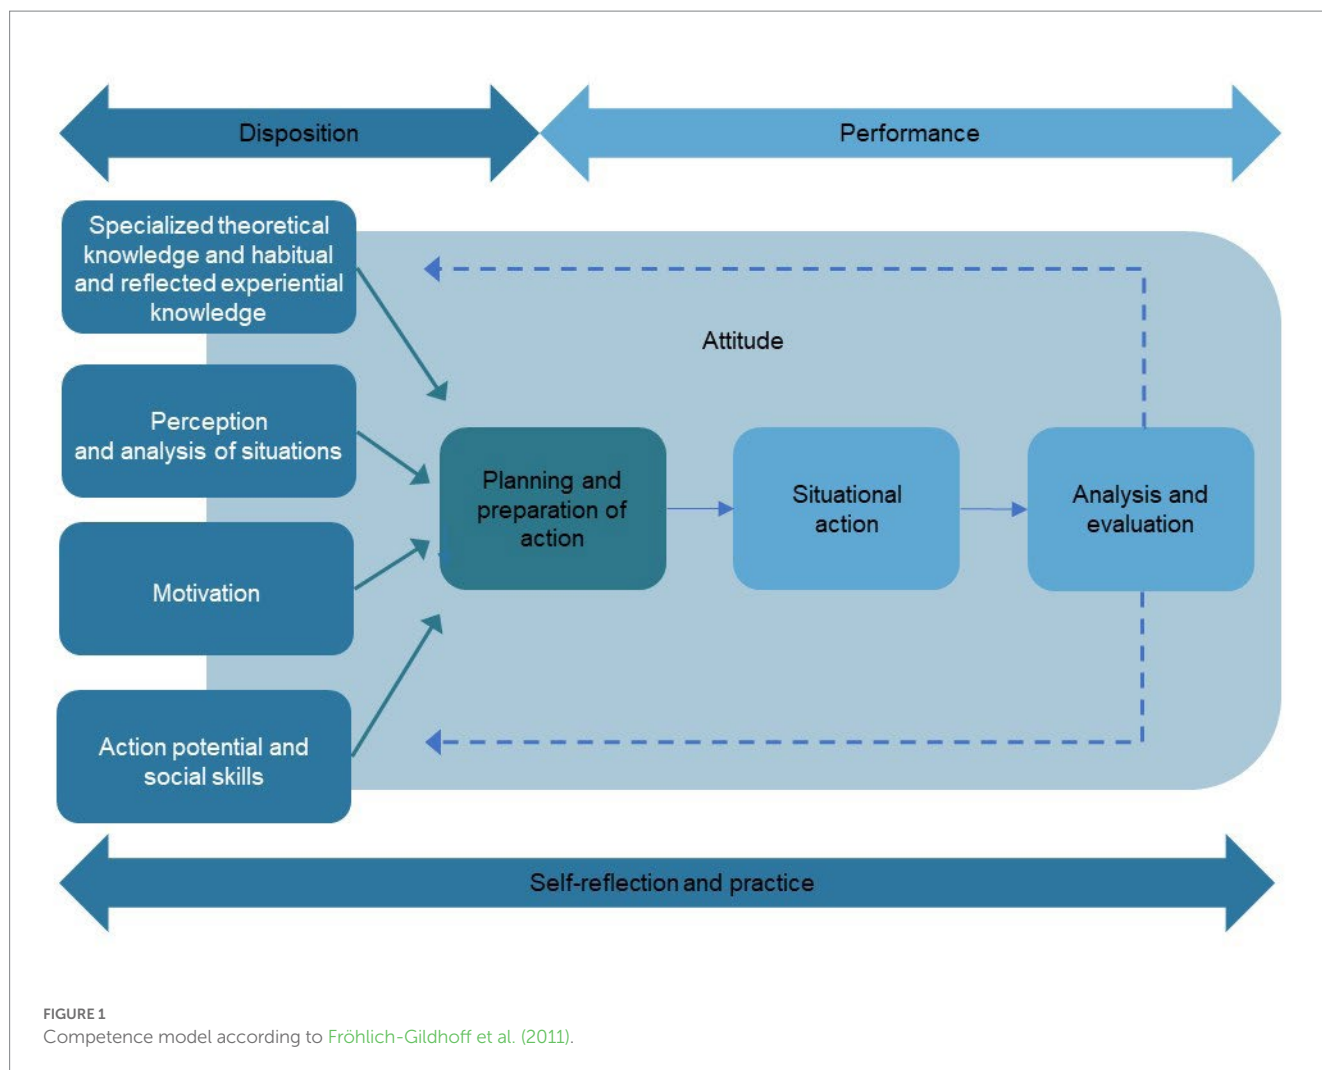 Disposition
Performance
Specialized theoretical
knowledge and habitual
and reflected experiential
knowledge
Attitude
Perception
and analysis of situations
Planning and
preparation of
action
Situational
action
Analysis and
evaluation
Motivation
Action potential and
social skills
Self-reflection and practice
FIGURE 1
Competence model according to Fröhlich-Gildhoff et al. (2011).